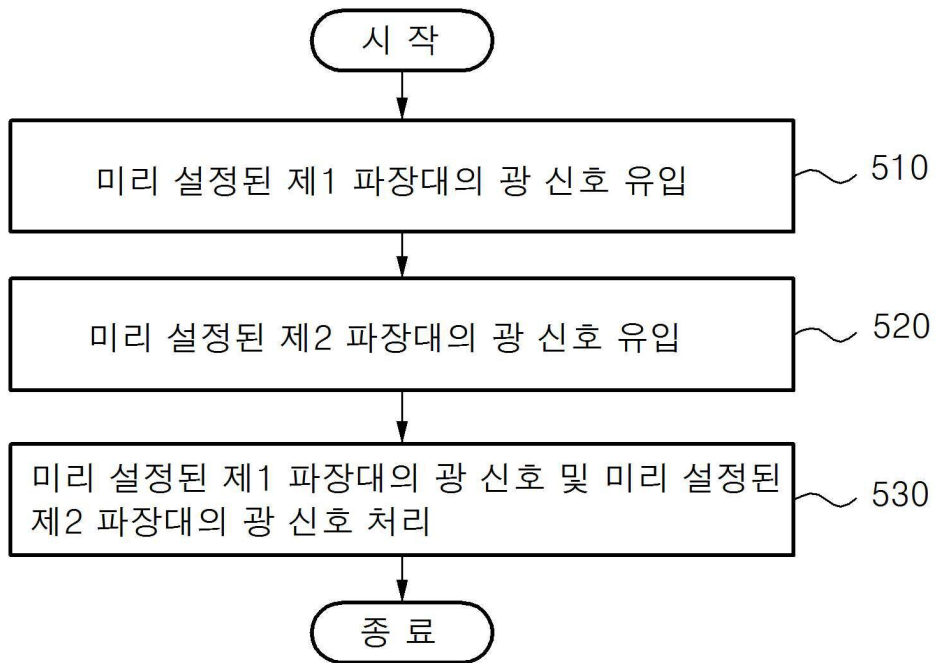 시 작
미리 설정된 제1 파장대의 광 신호 유입
510
미리 설정된 제2 파장대의 광 신호 유입
520
미리 설정된 제1 파장대의 광 신호 및 미리 설정된
제2 파장대의 광 신호 처리
530
종 료